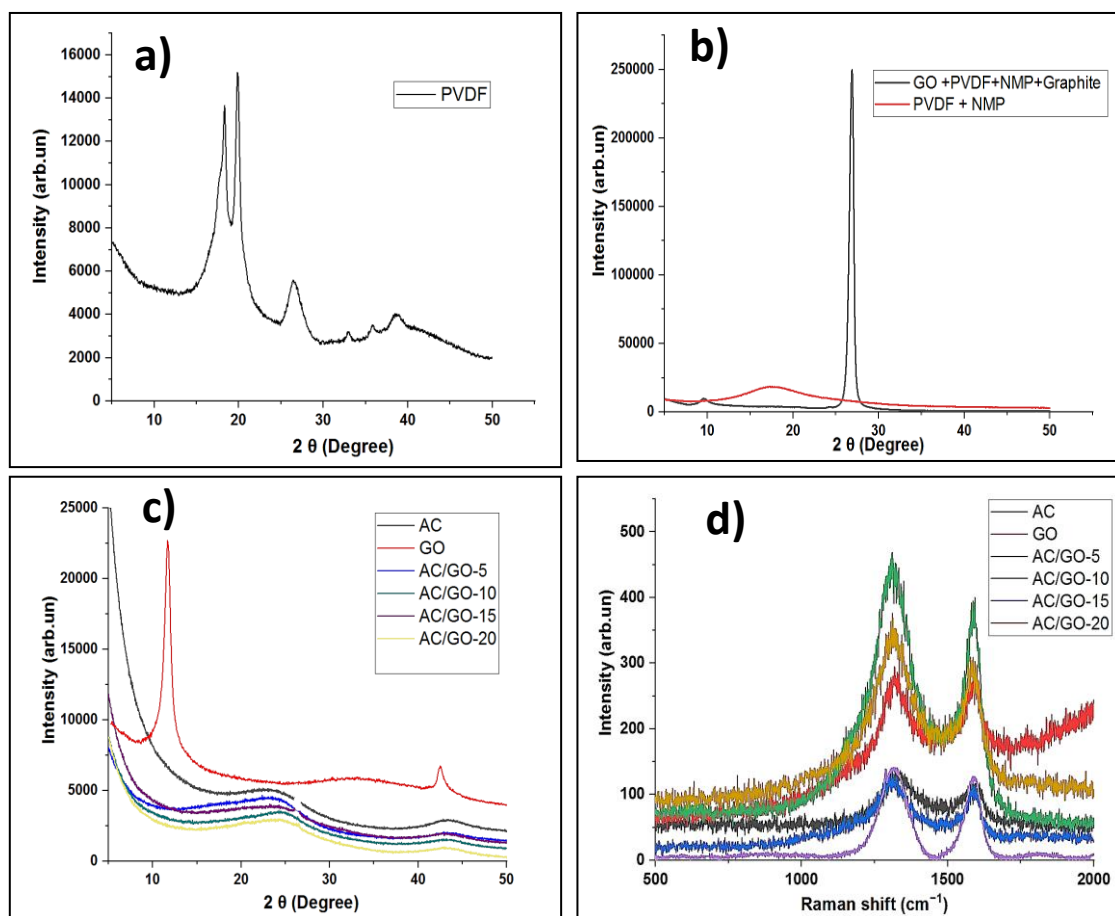 a)
PVDF
Intensity (arb.un)
16000
14000
12000
10000
8000
6000
4000
2000
0
10 20 30 40 50
2 θ (Degree)
b)
GO +PVDF+NMP+Graphite
PVDF + NMP
Intensity (arb.un)
250000
200000
150000
100000
50000
0
10 20 30 40 50
2 θ (Degree)
c)
AC
GO
AC/GO-5
AC/GO-10
AC/GO-15
AC/GO-20
Intensity (arb.un)
25000
20000
15000
10000
5000
0
10 20 30 40 50
2 θ (Degree)
d)
AC
GO
AC/GO-5
AC/GO-10
AC/GO-15
AC/GO-20
Intensity (arb.un)
500
400
300
200
100
0
500 1000 1500 2000
Raman shift (cm⁻¹)